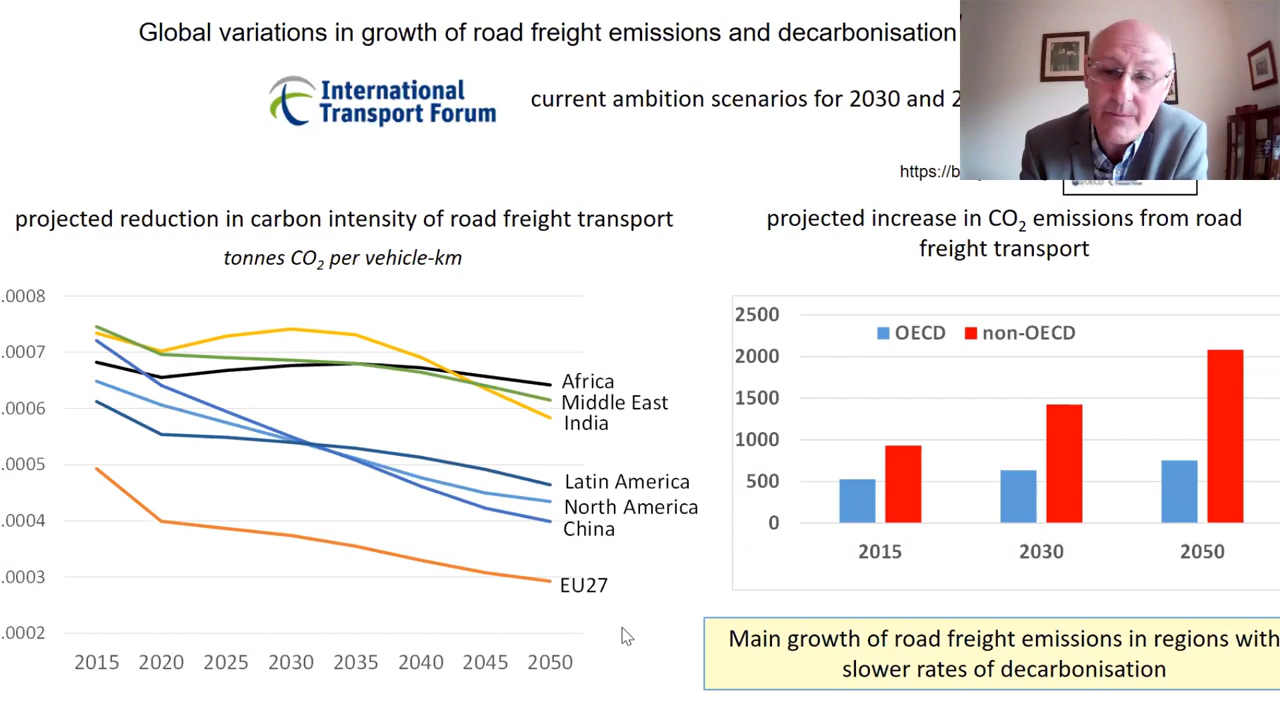 Global variations in growth of road freight emissions and decarbonisation
International
Transport Forum
current ambition scenarios for 2030 and
https://b
projected reduction in carbon intensity of road freight transport
tonnes CO2 per vehicle-km
.0008
.0007
.0006
.0005
.0004
.0003
.0002
2015 2020 2025 2030 2035 2040 2045 2050
Africa
Middle East
India
Latin America
North America
China
EU27
projected increase in CO2 emissions from road
freight transport
2500
2000
1500
1000
500
0
OECD non-OECD
2015 2030 2050
Main growth of road freight emissions in regions with
slower rates of decarbonisation